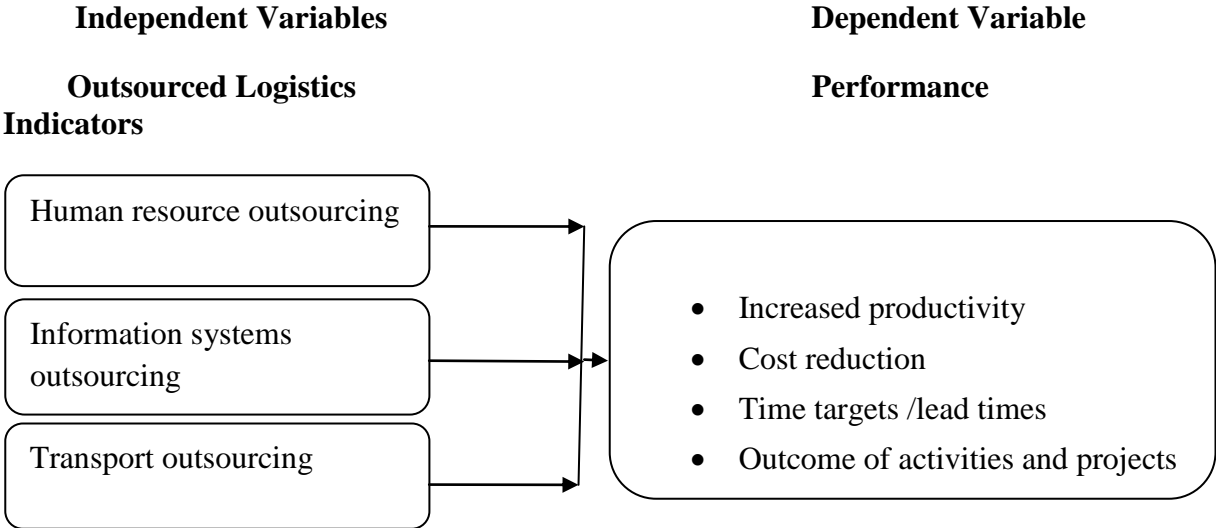 Independent Variables
Dependent Variable
Outsourced Logistics
Indicators
Performance
Human resource outsourcing
Information systems
outsourcing
Transport outsourcing
• Increased productivity
• Cost reduction
• Time targets /lead times
• Outcome of activities and projects